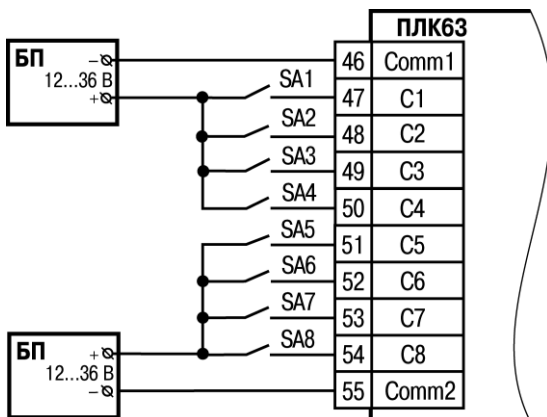 ПЛК63
БП
–
12...36 В
+
46 Comm1
SA1
47 C1
SA2
48 C2
SA3
49 C3
SA4
50 C4
SA5
51 C5
SA6
52 C6
SA7
53 C7
SA8
54 C8
БП
+
12...36 В
–
55 Comm2